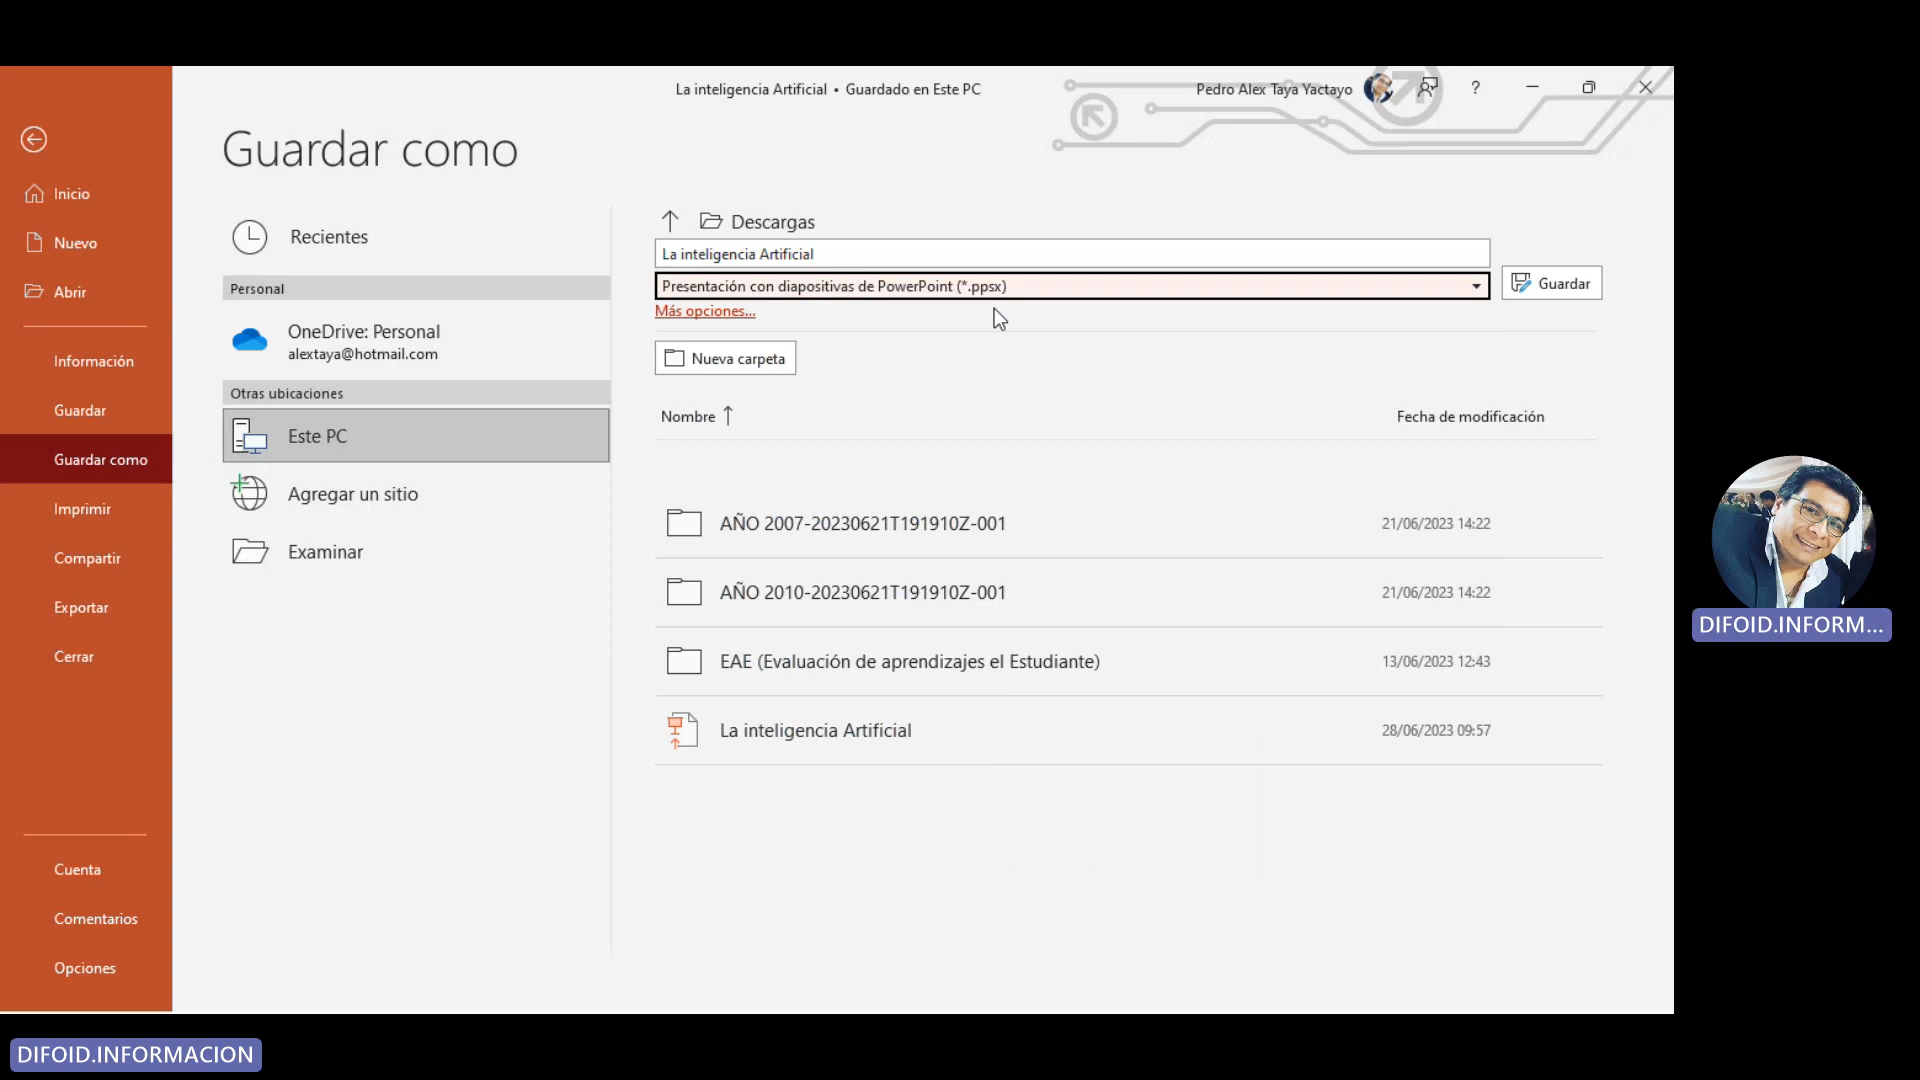 La inteligencia Artificial • Guardado en Este PC
Pedro Alex Taya Yactayo
?
Guardar como
Inicio
Nuevo
Abrir
Información
Guardar
Guardar como
Imprimir
Compartir
Exportar
Cerrar
Cuenta
Comentarios
Opciones
Recientes
Personal
OneDrive: Personal
alextaya@hotmail.com
Otras ubicaciones
Este PC
Agregar un sitio
Examinar
Descargas
La inteligencia Artificial
Presentación con diapositivas de PowerPoint (*.ppsx)
Guardar
Más opciones...
Nueva carpeta
Nombre
Fecha de modificación
AÑO 2007-20230621T191910Z-001
21/06/2023 14:22
AÑO 2010-20230621T191910Z-001
21/06/2023 14:22
EAE (Evaluación de aprendizajes el Estudiante)
13/06/2023 12:43
La inteligencia Artificial
28/06/2023 09:57
DIFOID.INFORM...
DIFOID.INFORMACION